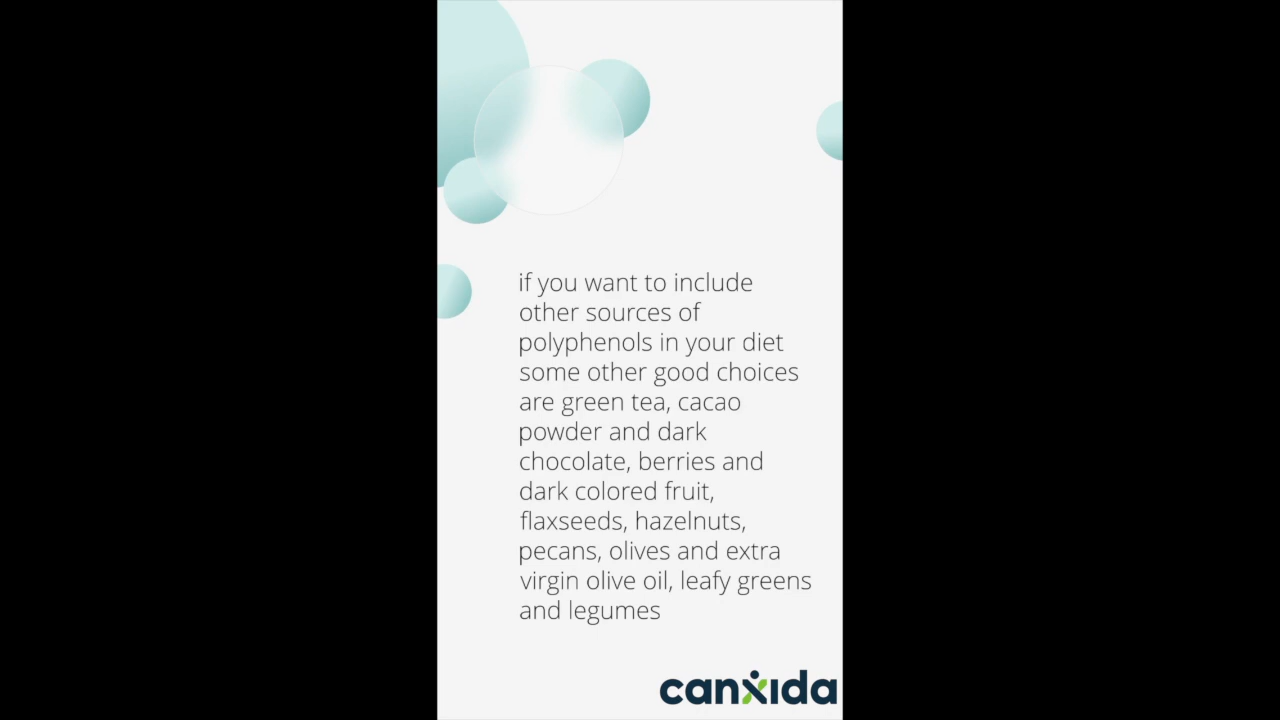 if you want to include
other sources of
polyphenols in your diet
some other good choices
are green tea, cacao
powder and dark
chocolate, berries and
dark colored fruit,
flaxseeds, hazelnuts,
pecans, olives and extra
virgin olive oil, leafy greens
and legumes
canxida